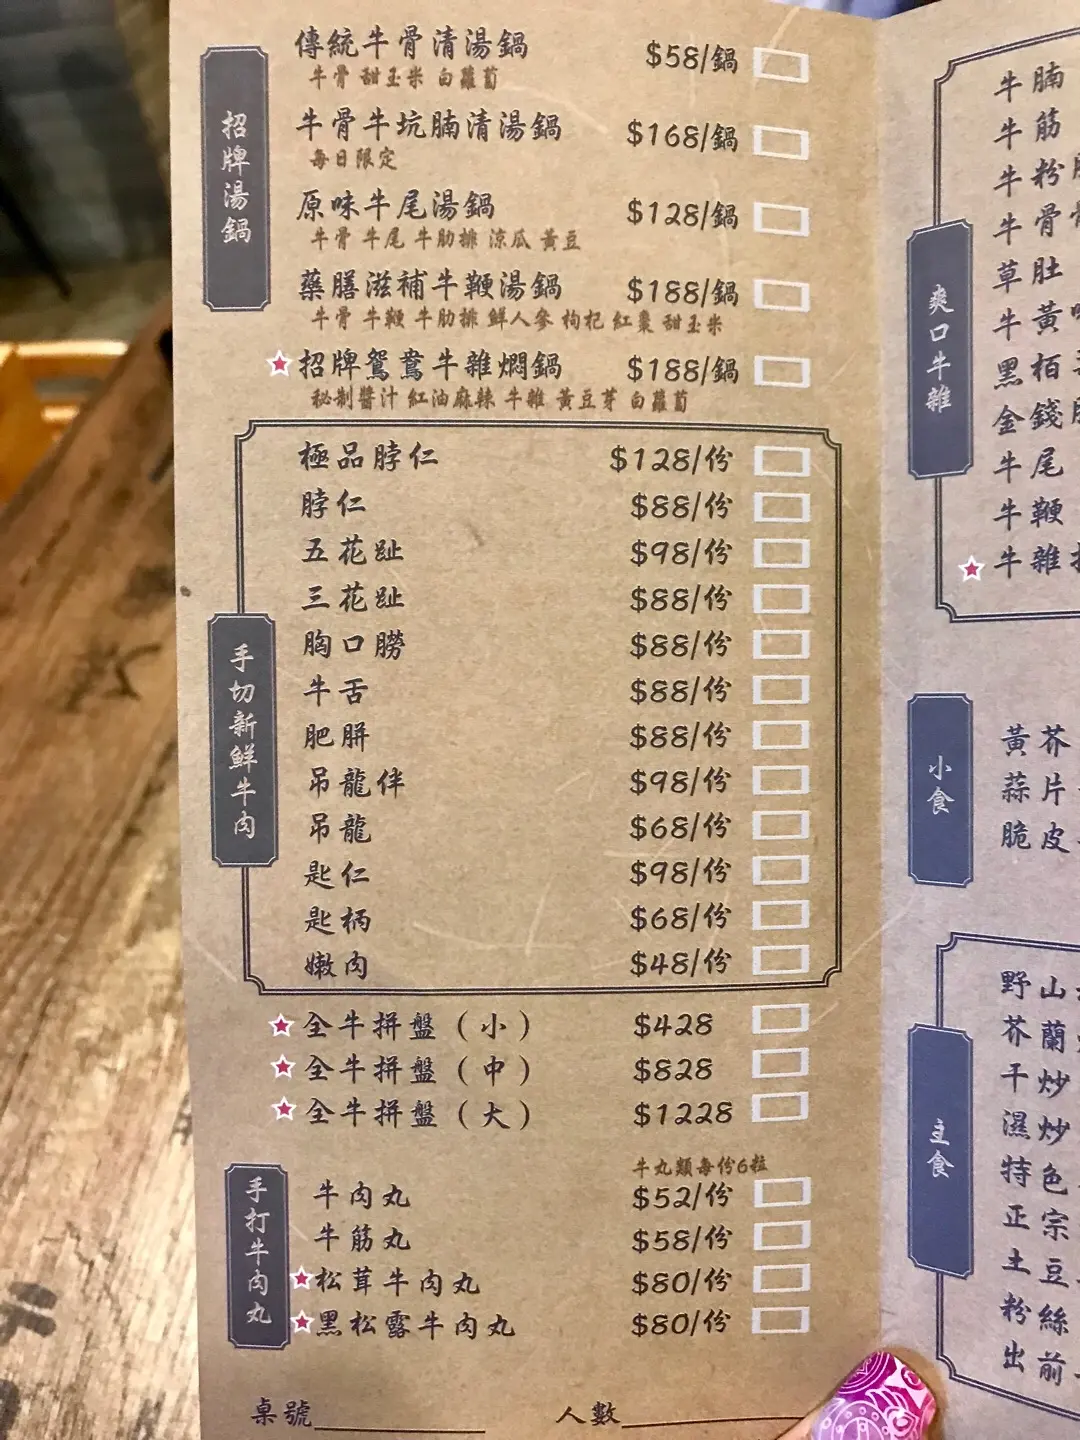 招牌湯鍋
傳統牛骨清湯鍋 $58/鍋
牛骨 甜玉米 白蘿蔔
牛骨牛坑腩清湯鍋 $168/鍋
每日限定
原味牛尾湯鍋 $128/鍋
牛骨 牛尾 牛肋排 涼瓜 黃豆
藥膳滋補牛鞭湯鍋 $188/鍋
牛骨 牛鞭 牛肋排 鮮人參 枸杞 紅棗 甜玉米
招牌鴛鴦牛雜燜鍋 $188/鍋
秘制醬汁 紅油麻辣 牛雜 黃豆芽 白蘿蔔
手切新鮮牛肉
極品脖仁 $128/份
脖仁 $88/份
五花趾 $98/份
三花趾 $88/份
胸口朥 $88/份
牛舌 $88/份
肥胼 $88/份
吊龍伴 $98/份
吊龍 $68/份
匙仁 $98/份
匙柄 $68/份
嫩肉 $48/份
全牛拼盤（小） $428
全牛拼盤（中） $828
全牛拼盤（大） $1228
手打牛肉丸
牛丸類每份6粒
牛肉丸 $52/份
牛筋丸 $58/份
松茸牛肉丸 $80/份
黑松露牛肉丸 $80/份
桌號 人數
爽口牛雜
牛腩
牛筋
牛粉
牛骨
草肚
牛黃
黑栢
金錢
牛尾
牛鞭
牛雜
小食
黃芥
蒜片
脆皮
主食
野山
芥蘭
干炒
濕炒
特色
正宗
土豆
粉絲
出前